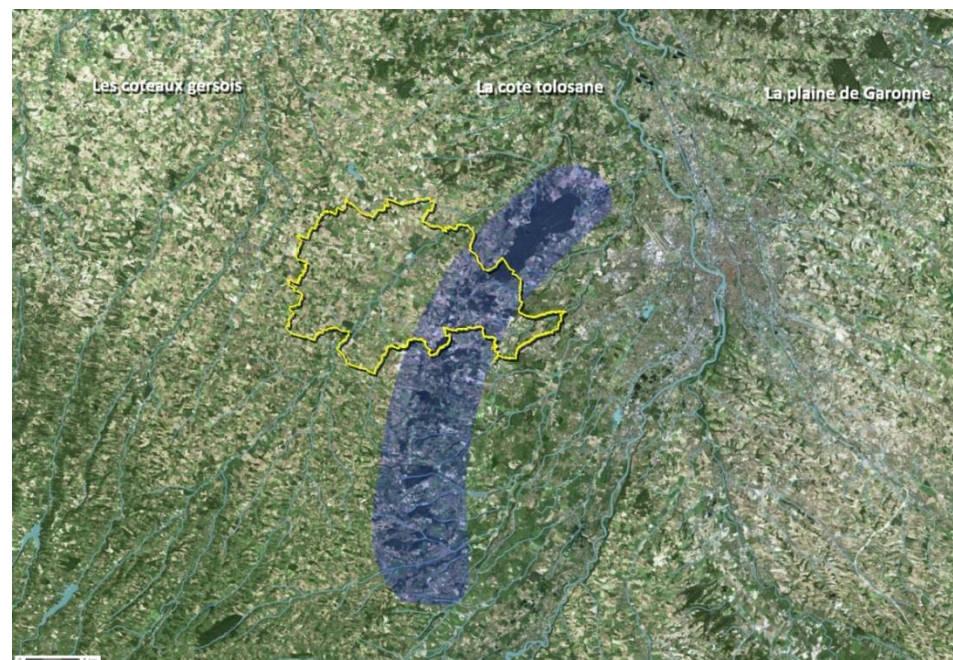 Les coteaux gersois
La cote tolosane
La plaine de Garonne